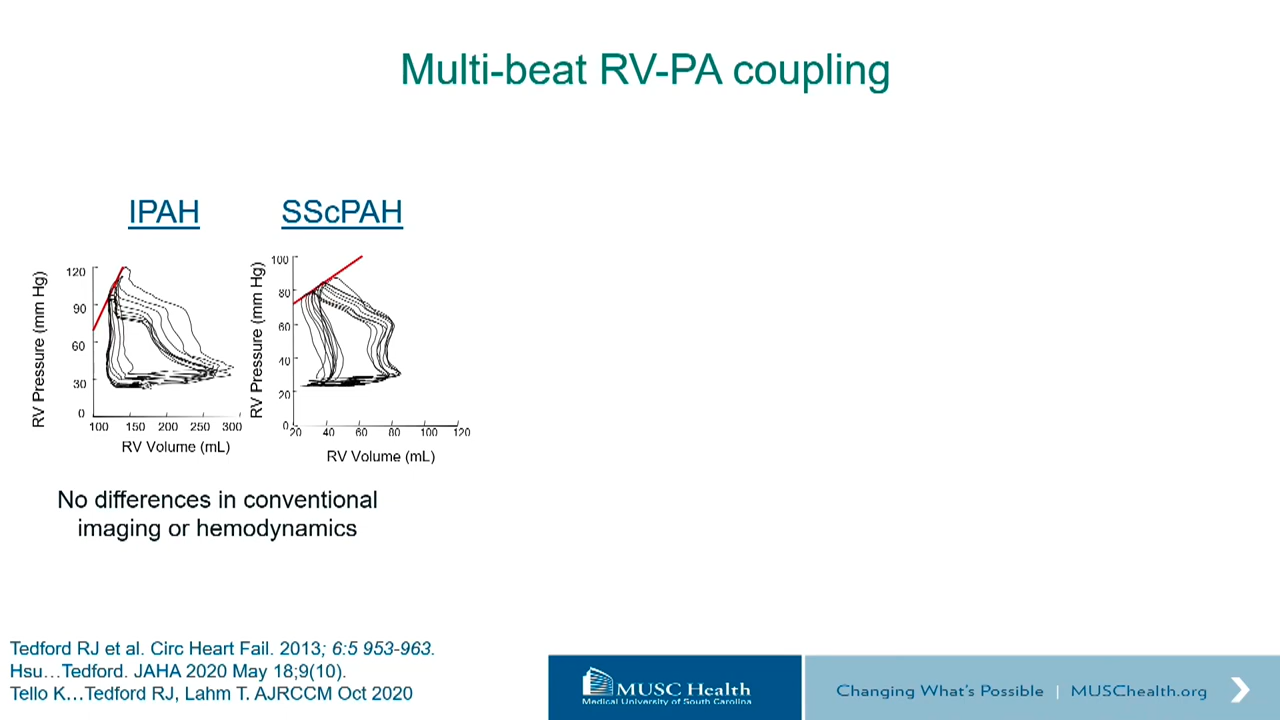 Multi-beat RV-PA coupling
IPAH
SScPAH
RV Pressure (mm Hg)
120
90
60
30
0
100 150 200 250 300
RV Volume (mL)
RV Pressure (mm Hg)
100
80
60
40
20
0
20 40 60 80 100 120
RV Volume (mL)
No differences in conventional
imaging or hemodynamics
Tedford RJ et al. Circ Heart Fail. 2013; 6:5 953-963.
Hsu…Tedford. JAHA 2020 May 18;9(10).
Tello K…Tedford RJ, Lahm T. AJRCCM Oct 2020
MUSC Health
Medical University of South Carolina
Changing What's Possible | MUSChealth.org